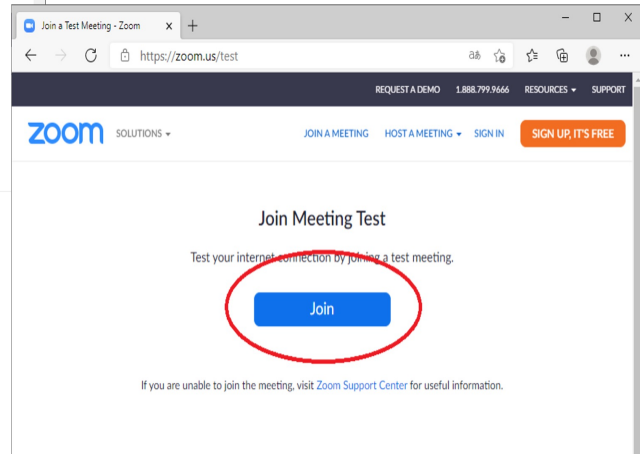 Join a Test Meeting - Zoom
https://zoom.us/test
REQUEST A DEMO 1.888.799.9666 RESOURCES SUPPORT
zoom SOLUTIONS JOIN A MEETING HOST A MEETING SIGN IN SIGN UP, IT'S FREE
Join Meeting Test
Test your internet connection by joining a test meeting.
Join
If you are unable to join the meeting, visit Zoom Support Center for useful information.